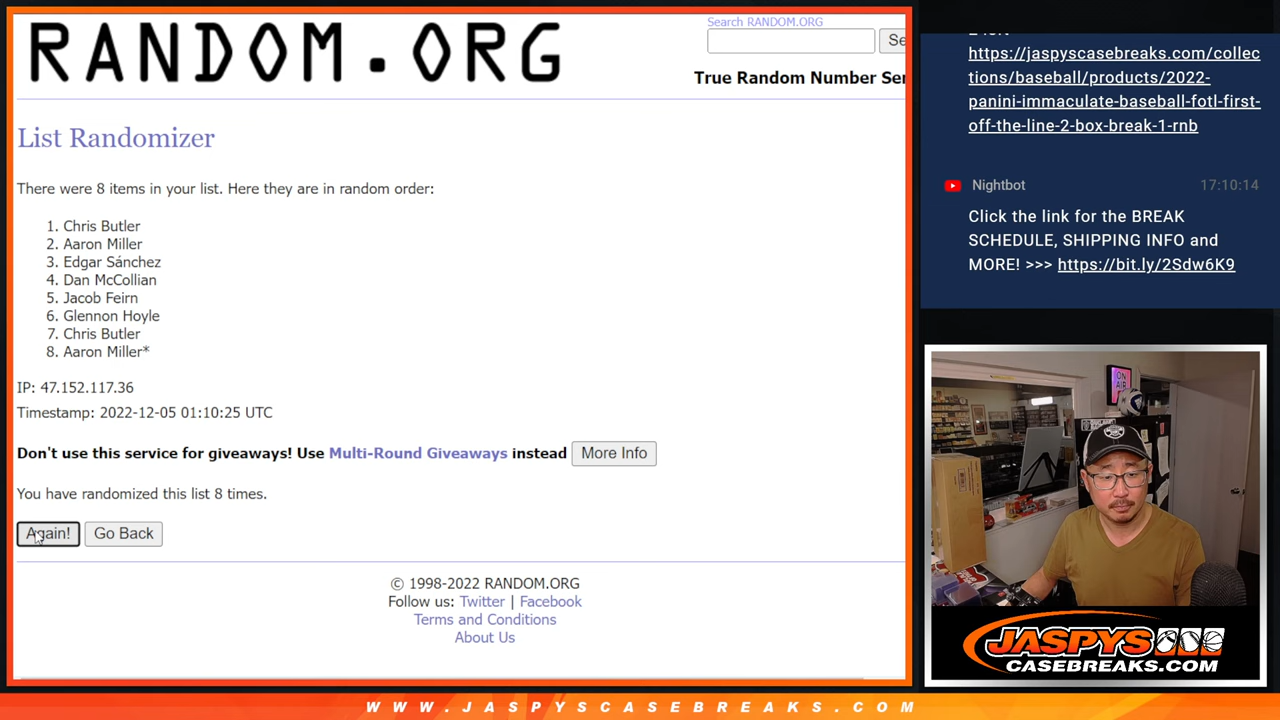 RANDOM.ORG
Search RANDOM.ORG
Se
True Random Number Ser
List Randomizer
There were 8 items in your list. Here they are in random order:
1. Chris Butler
2. Aaron Miller
3. Edgar Sánchez
4. Dan McCollian
5. Jacob Feirn
6. Glennon Hoyle
7. Chris Butler
8. Aaron Miller*
IP: 47.152.117.36
Timestamp: 2022-12-05 01:10:25 UTC
Don't use this service for giveaways! Use Multi-Round Giveaways instead More Info
You have randomized this list 8 times.
Again! Go Back
© 1998-2022 RANDOM.ORG
Follow us: Twitter | Facebook
Terms and Conditions
About Us
https://jaspyscasebreaks.com/collec
tions/baseball/products/2022-
panini-immaculate-baseball-fotl-first-
off-the-line-2-box-break-1-rnb
Nightbot 17:10:14
Click the link for the BREAK
SCHEDULE, SHIPPING INFO and
MORE! >>> https://bit.ly/2Sdw6K9
ON
AIR
JASPYS
CASEBREAKS.COM
WWW.JASPYSCASEBREAKS.COM